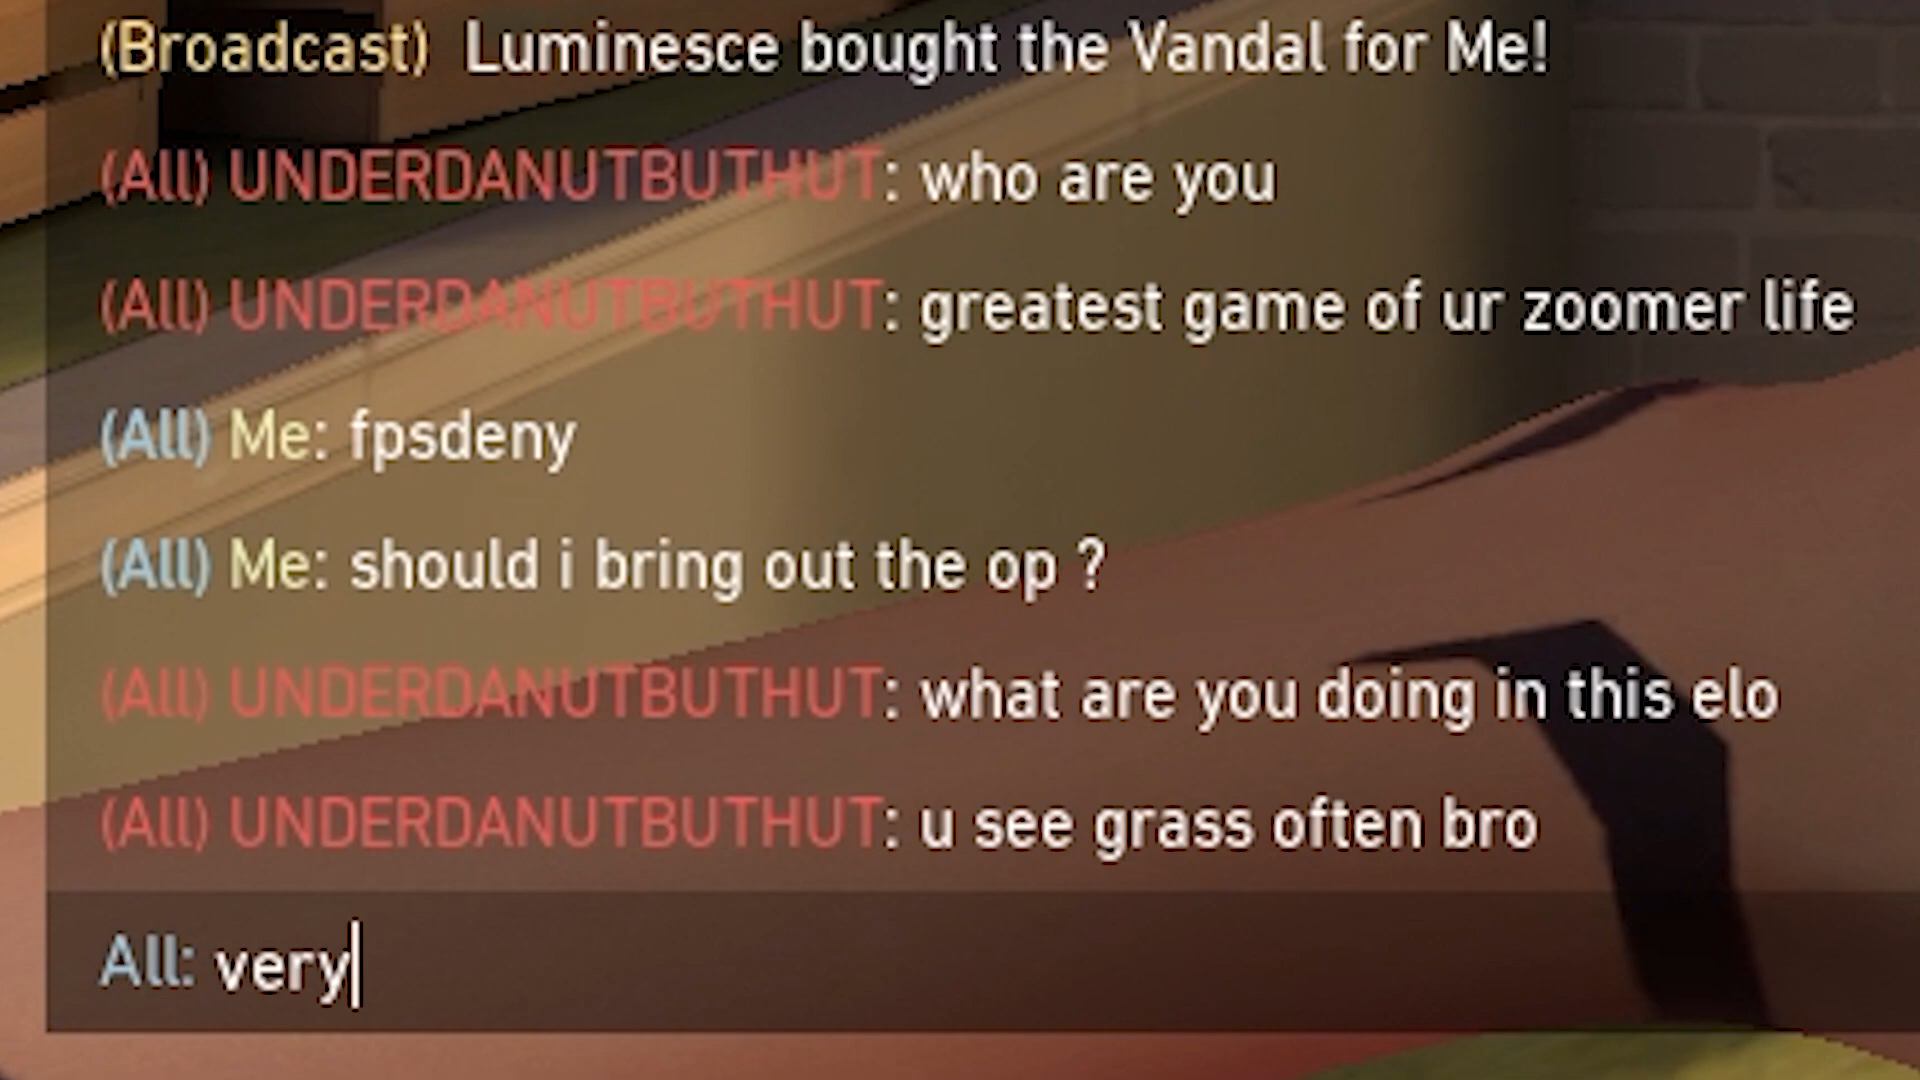 (Broadcast) Luminesce bought the Vandal for Me!
(All) UNDERDANUTBUTHUT: who are you
(All) UNDERDANUTBUTHUT: greatest game of ur zoomer life
(All) Me: fpsdeny
(All) Me: should i bring out the op ?
(All) UNDERDANUTBUTHUT: what are you doing in this elo
(All) UNDERDANUTBUTHUT: u see grass often bro
All: very